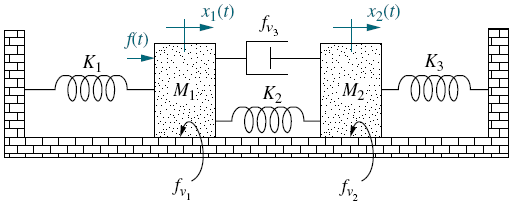 x₁(t) fᵥ₃ x₂(t)
f(t)
K₁ K₃
M₁ K₂ M₂
fᵥ₁ fᵥ₂